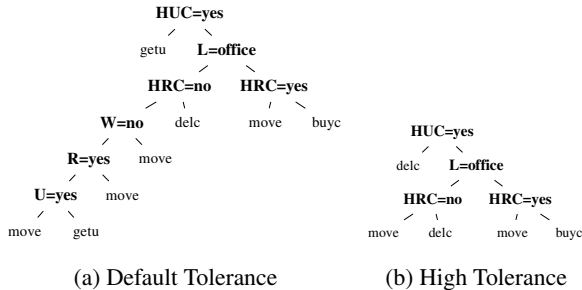 HUC=yes
getu L=office
HRC=no HRC=yes
W=no delc move buyc
R=yes move
U=yes move
move getu
(a) Default Tolerance
HUC=yes
delc L=office
HRC=no HRC=yes
move delc move buyc
(b) High Tolerance